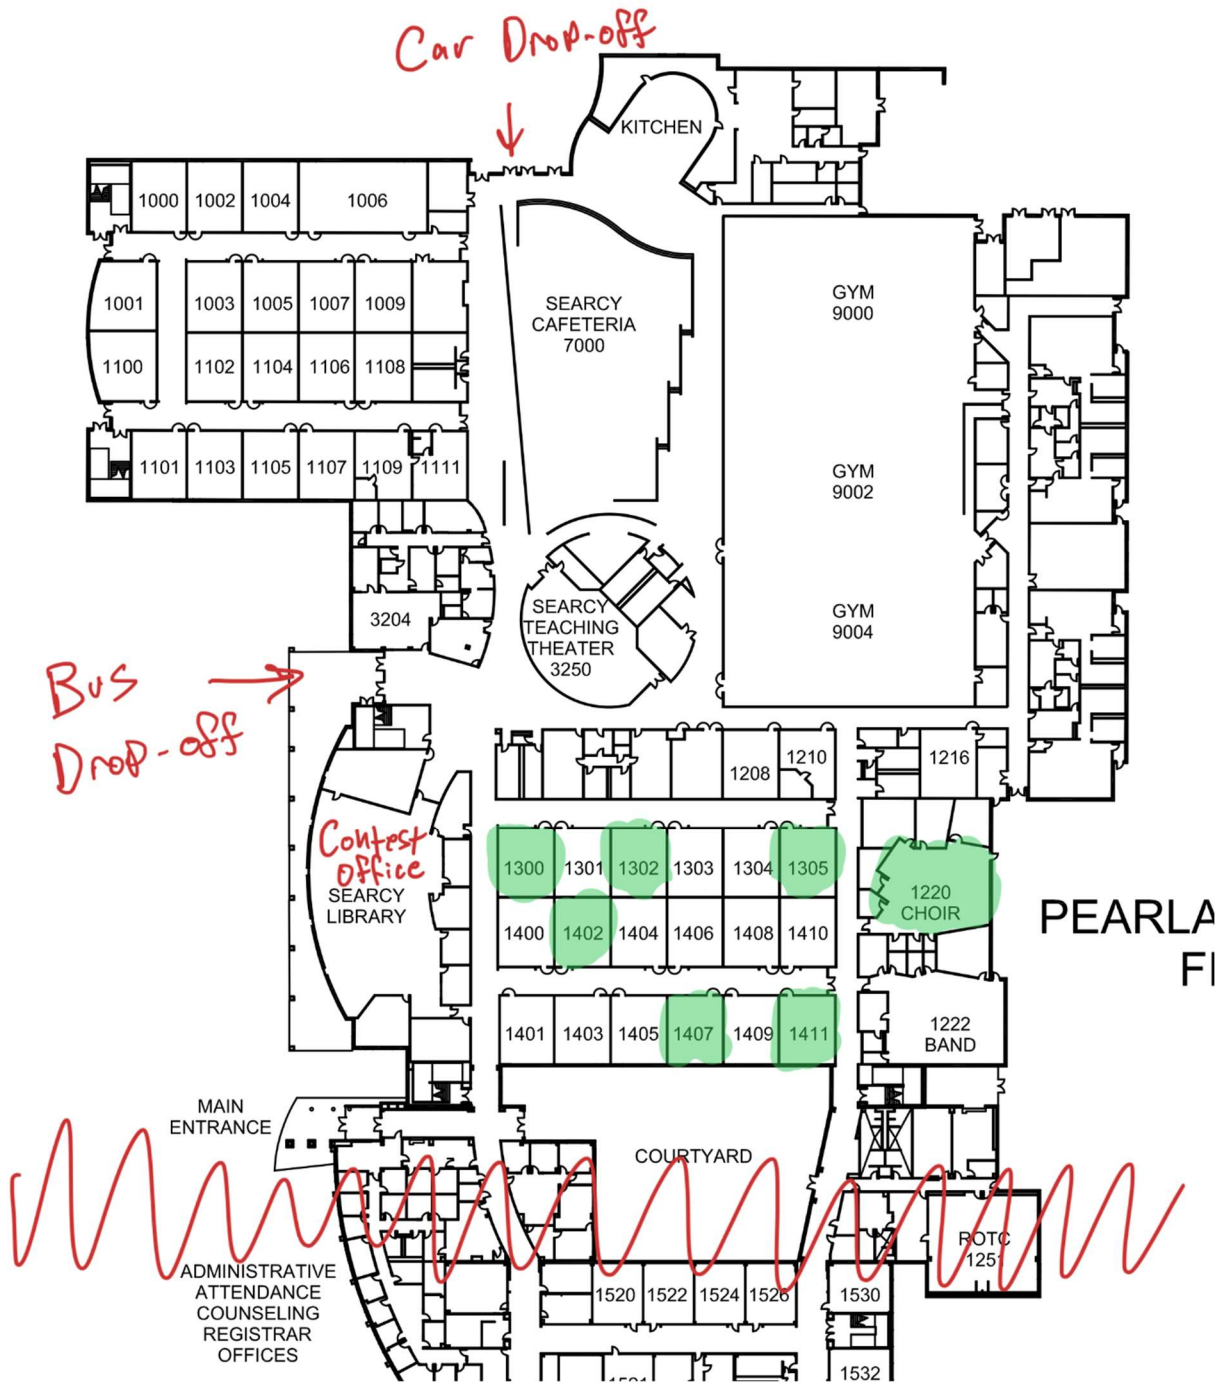 Car Drop-off
KITCHEN
1000 1002 1004 1006
1001 1003 1005 1007 1009
1100 1102 1104 1106 1108
1101 1103 1105 1107 1109 1111
SEARCY
CAFETERIA
7000
GYM
9000
GYM
9002
GYM
9004
3204
SEARCY
TEACHING
THEATER
3250
Bus
Drop-off
1208 1210 1216
Contest
office
SEARCY
LIBRARY
1300 1301 1302 1303 1304 1305
1400 1402 1404 1406 1408 1410
1401 1403 1405 1407 1409 1411
1220
CHOIR
1222
BAND
PEARLA
MAIN
ENTRANCE
COURTYARD
ROTC
1251
ADMINISTRATIVE
ATTENDANCE
COUNSELING
REGISTRAR
OFFICES
1520 1522 1524 1526 1530
1532